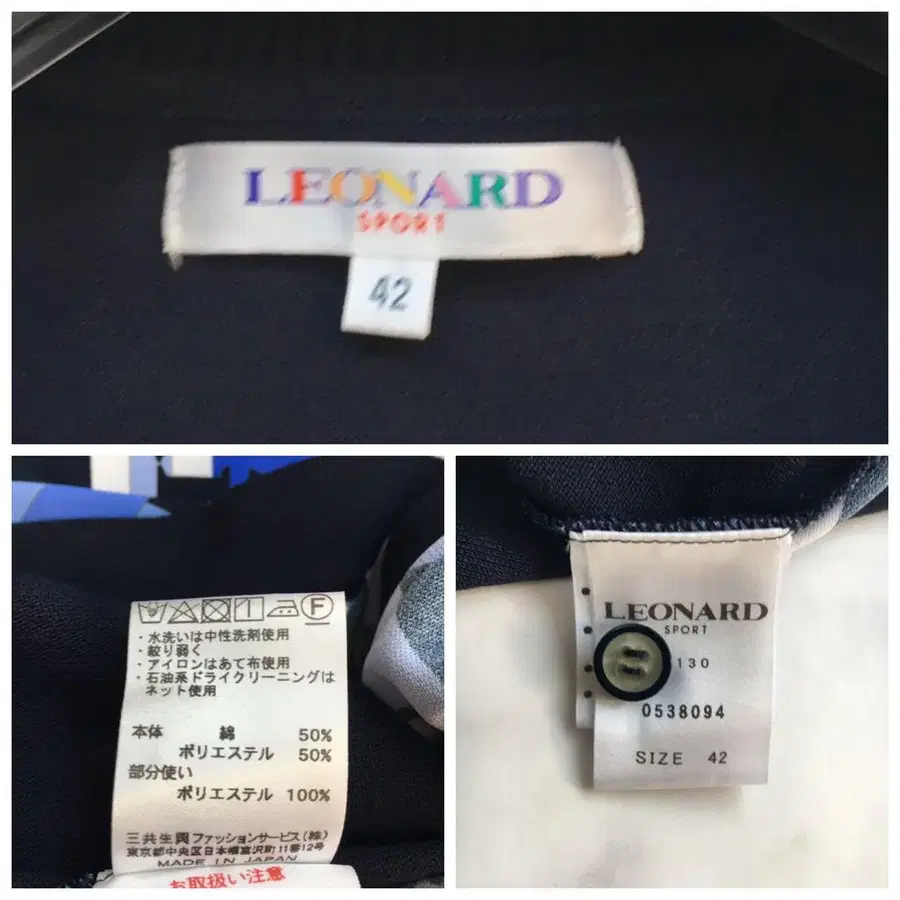 LEONARD
SPORT
42
F
・水洗いは中性洗剤使用
・絞り弱く
・アイロンはあて布使用
・石油系ドライクリーニングは
ネット使用
本体 綿 50%
ポリエステル 50%
部分使い
ポリエステル 100%
三共生興ファッションサービス(株)
東京都中央区日本橋富沢町11番12号
MADE IN JAPAN
お取扱い注意
LEONARD
SPORT
130
0538094
SIZE 42